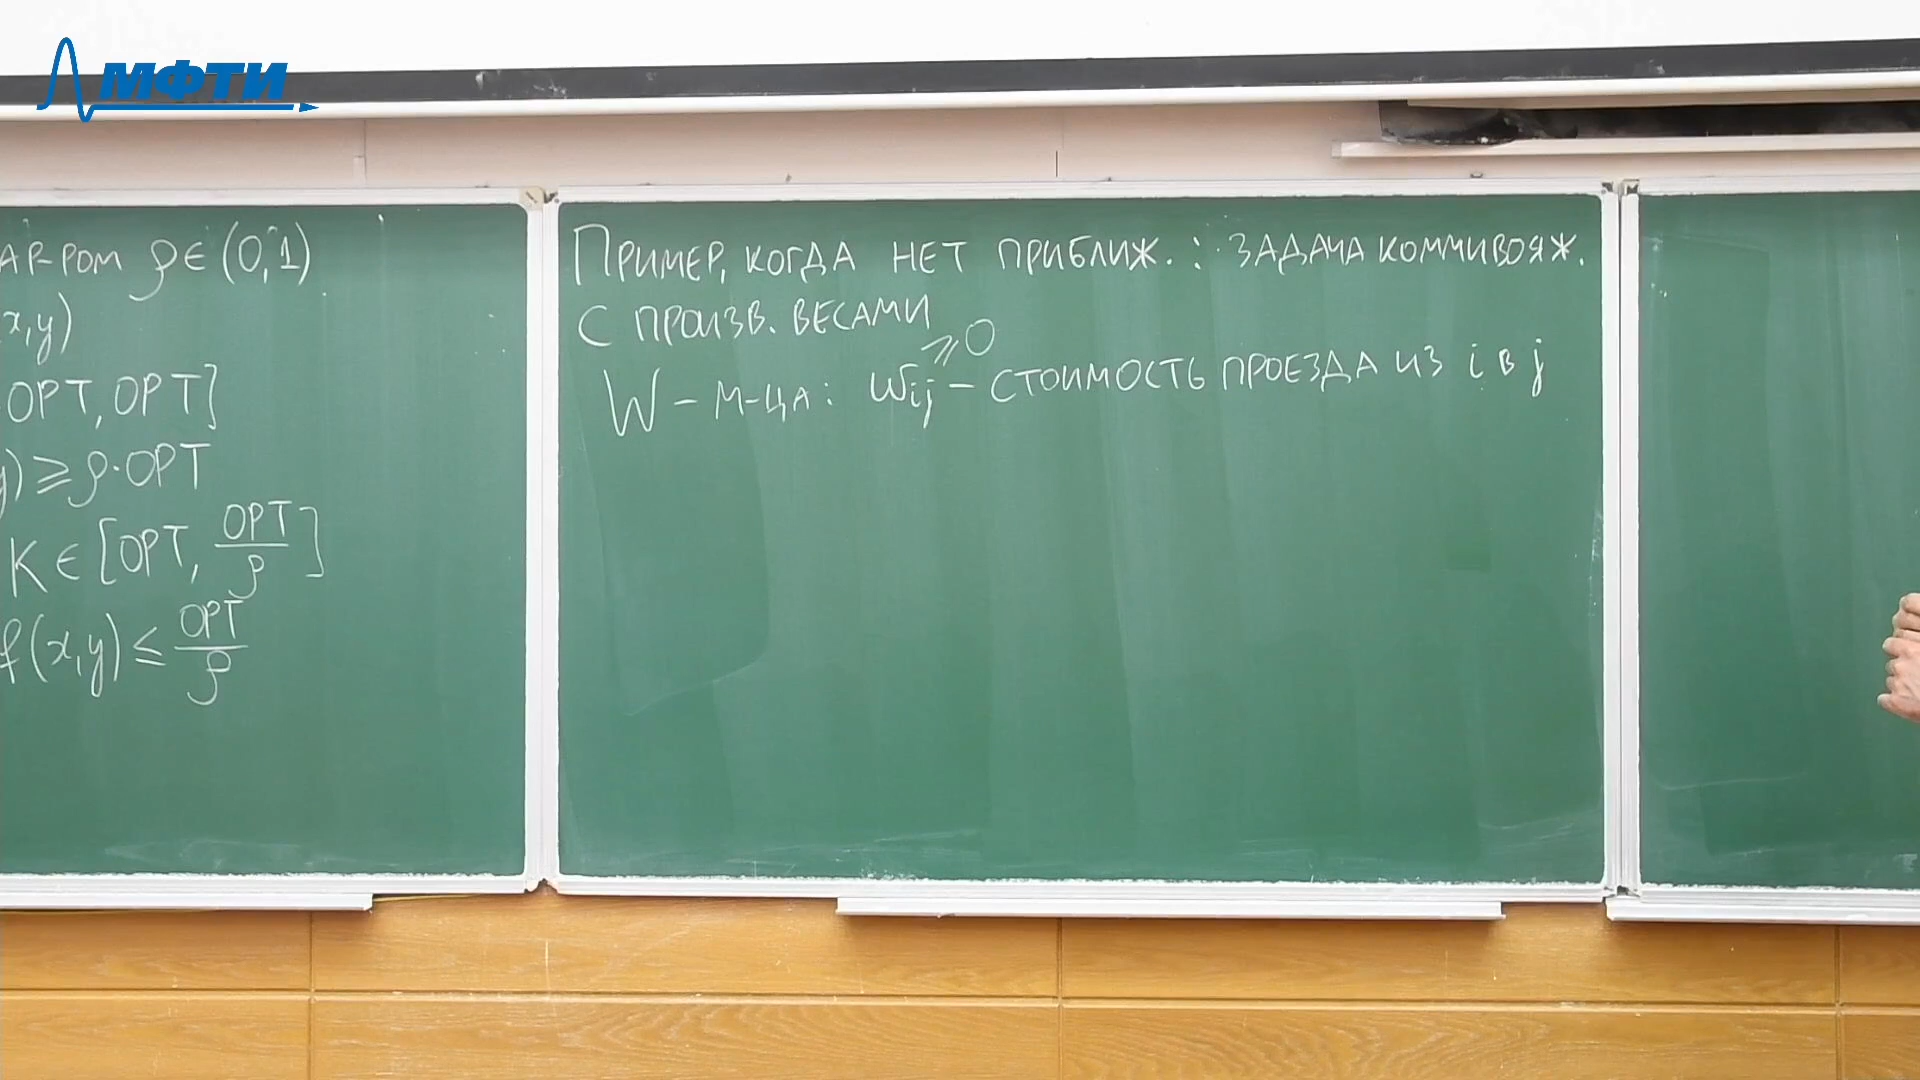 МФТИ
АР-РОМ ρ∈(0,1)
x,y)
OPT, OPT]
y) ≥ ρ·OPT
K ∈ [OPT, OPT/ρ]
f(x,y) ≤ OPT/ρ
ПРИМЕР, КОГДА НЕТ ПРИБЛИЖ. : ЗАДАЧА КОММИВОЯЖ.
С ПРОИЗВ. ВЕСАМИ
W – М-ЦА: w_ij ≥ 0 – СТОИМОСТЬ ПРОЕЗДА ИЗ i В j